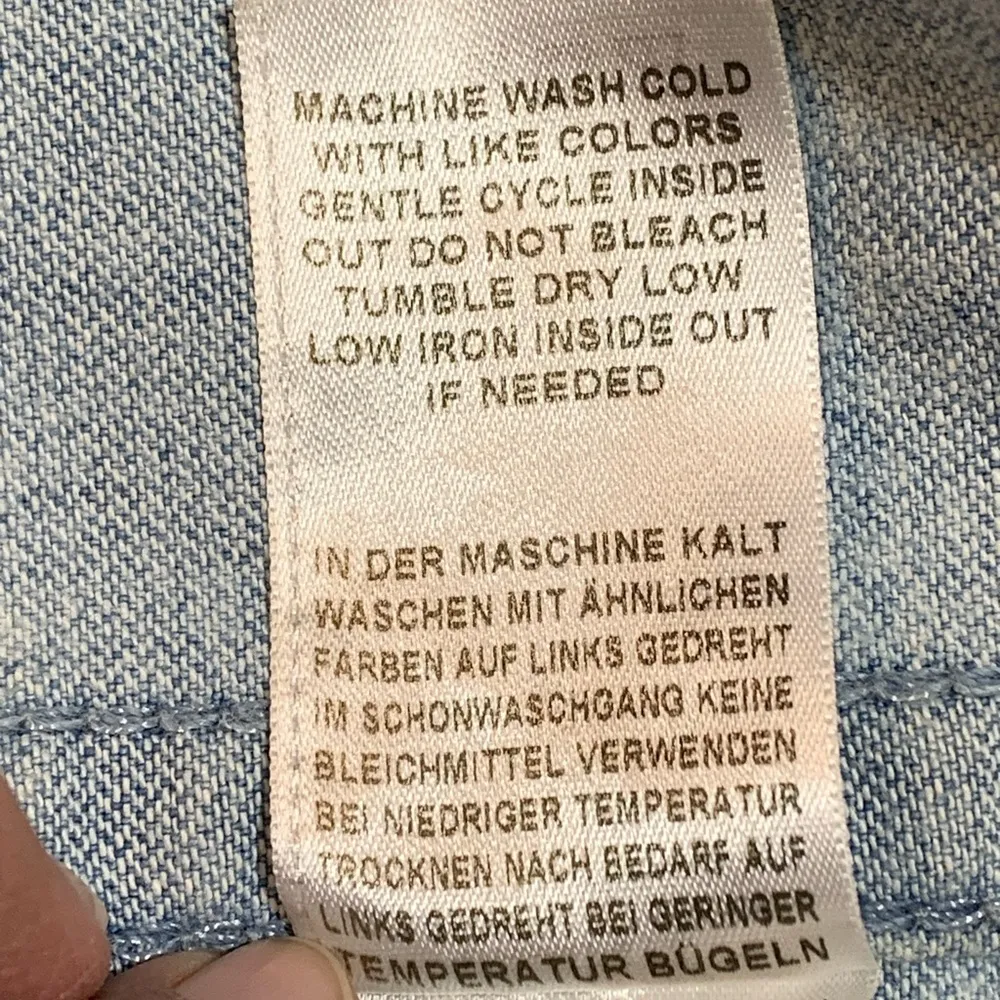 MACHINE WASH COLD
WITH LIKE COLORS
GENTLE CYCLE INSIDE
OUT DO NOT BLEACH
TUMBLE DRY LOW
LOW IRON INSIDE OUT
IF NEEDED
IN DER MASCHINE KALT
WASCHEN MIT ÄHNLICHEN
FARBEN AUF LINKS GEDREHT
IM SCHONWASCHGANG KEINE
BLEICHMITTEL VERWENDEN
BEI NIEDRIGER TEMPERATUR
TROCKNEN NACH BEDARF AUF
LINKS GEDREHT BEI GERINGER
TEMPERATUR BÜGELN